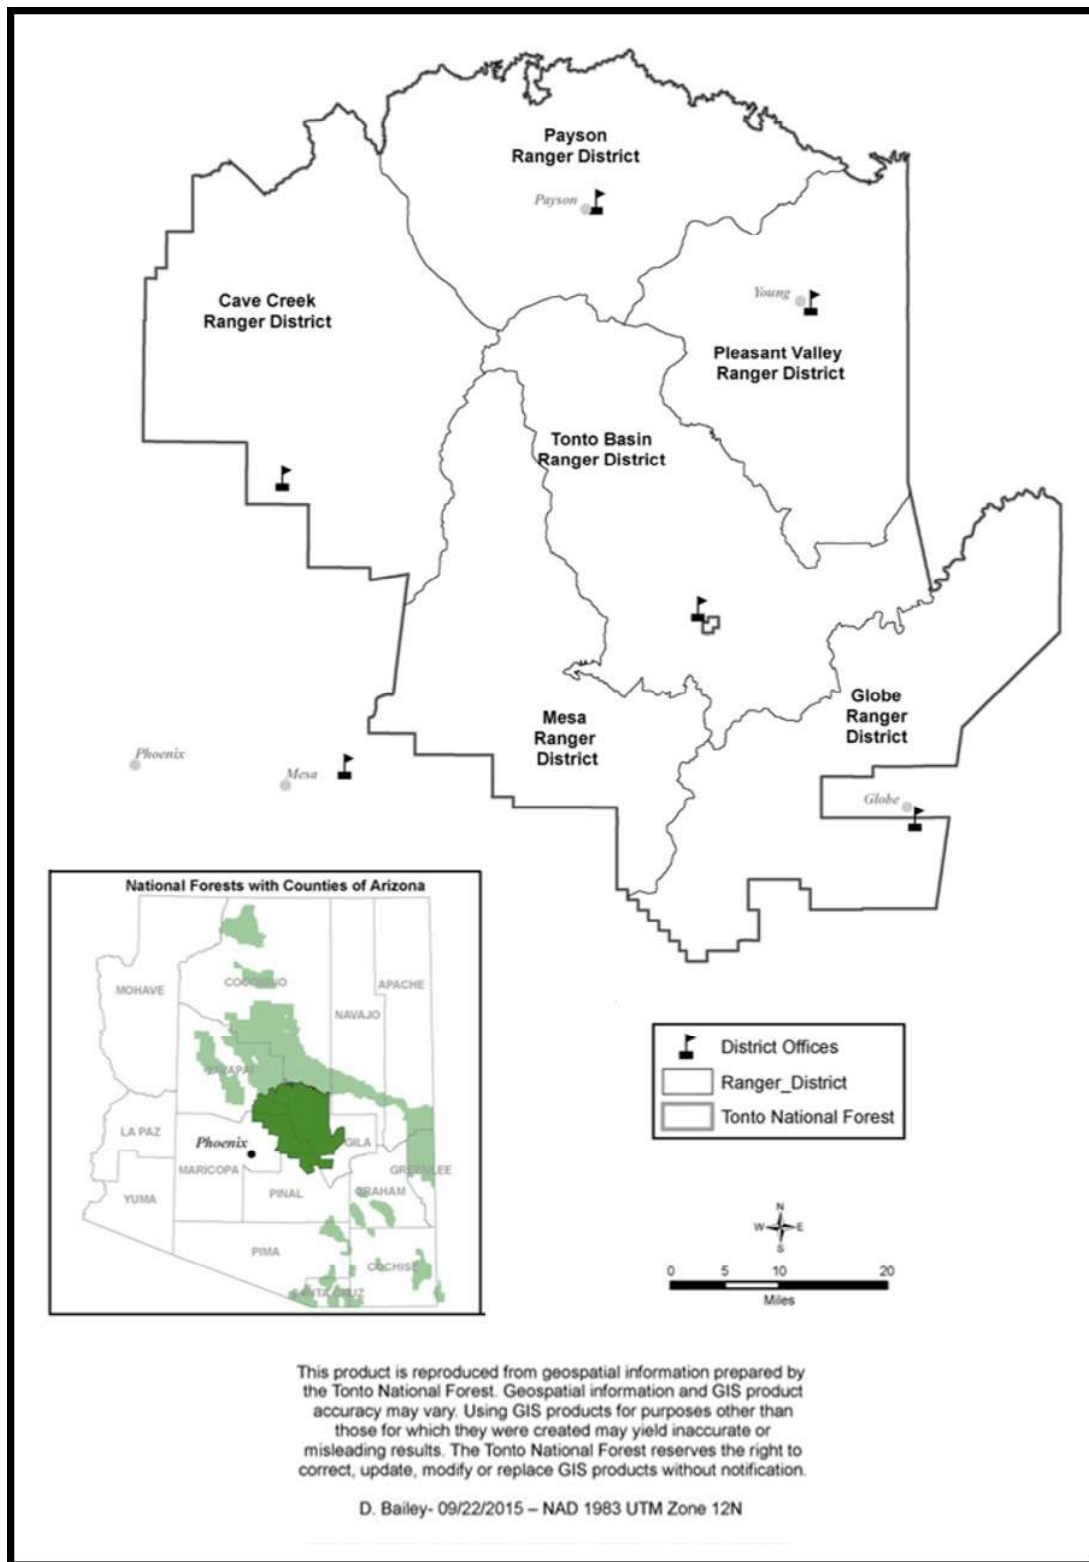 Payson
Ranger District
Payson
Cave Creek
Ranger District
Young
Pleasant Valley
Ranger District
Tonto Basin
Ranger District
Globe
Ranger
District
Mesa
Ranger
District
Phoenix
Mesa
Globe
National Forests with Counties of Arizona
MOHAVE
COCONINO
APACHE
NAVAJO
YAVAPAI
LA PAZ
Phoenix
GILA
MARICOPA
GREENLEE
YUMA
PINAL
GRAHAM
PIMA
COCHISE
SANTA CRUZ
District Offices
Ranger_District
Tonto National Forest
N
W E
S
0 5 10 20
Miles
This product is reproduced from geospatial information prepared by
the Tonto National Forest. Geospatial information and GIS product
accuracy may vary. Using GIS products for purposes other than
those for which they were created may yield inaccurate or
misleading results. The Tonto National Forest reserves the right to
correct, update, modify or replace GIS products without notification.
D. Bailey- 09/22/2015 – NAD 1983 UTM Zone 12N